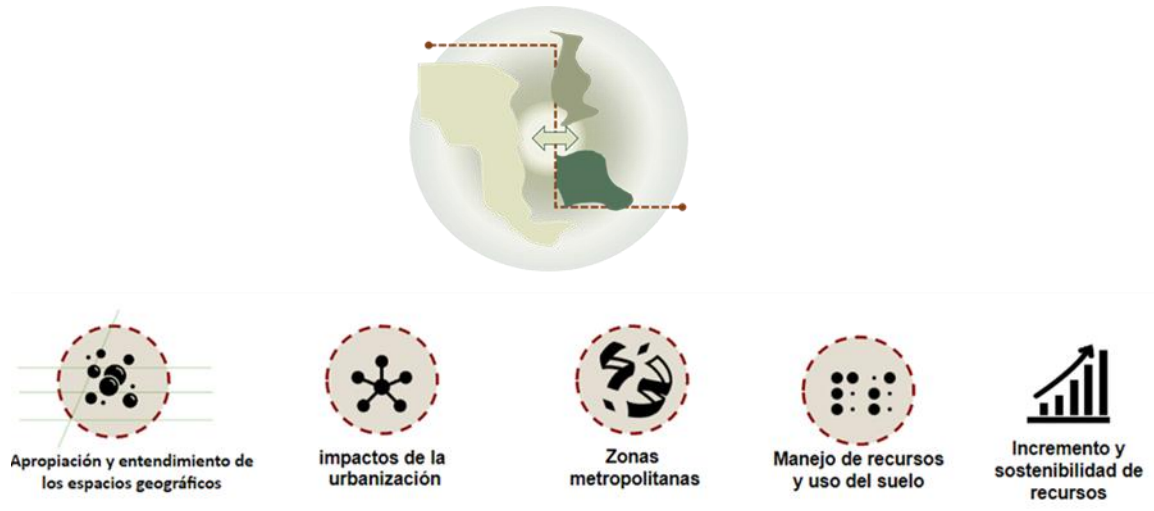 Apropiación y entendimiento de
los espacios geográficos
impactos de la
urbanización
Zonas
metropolitanas
Manejo de recursos
y uso del suelo
Incremento y
sostenibilidad de
recursos